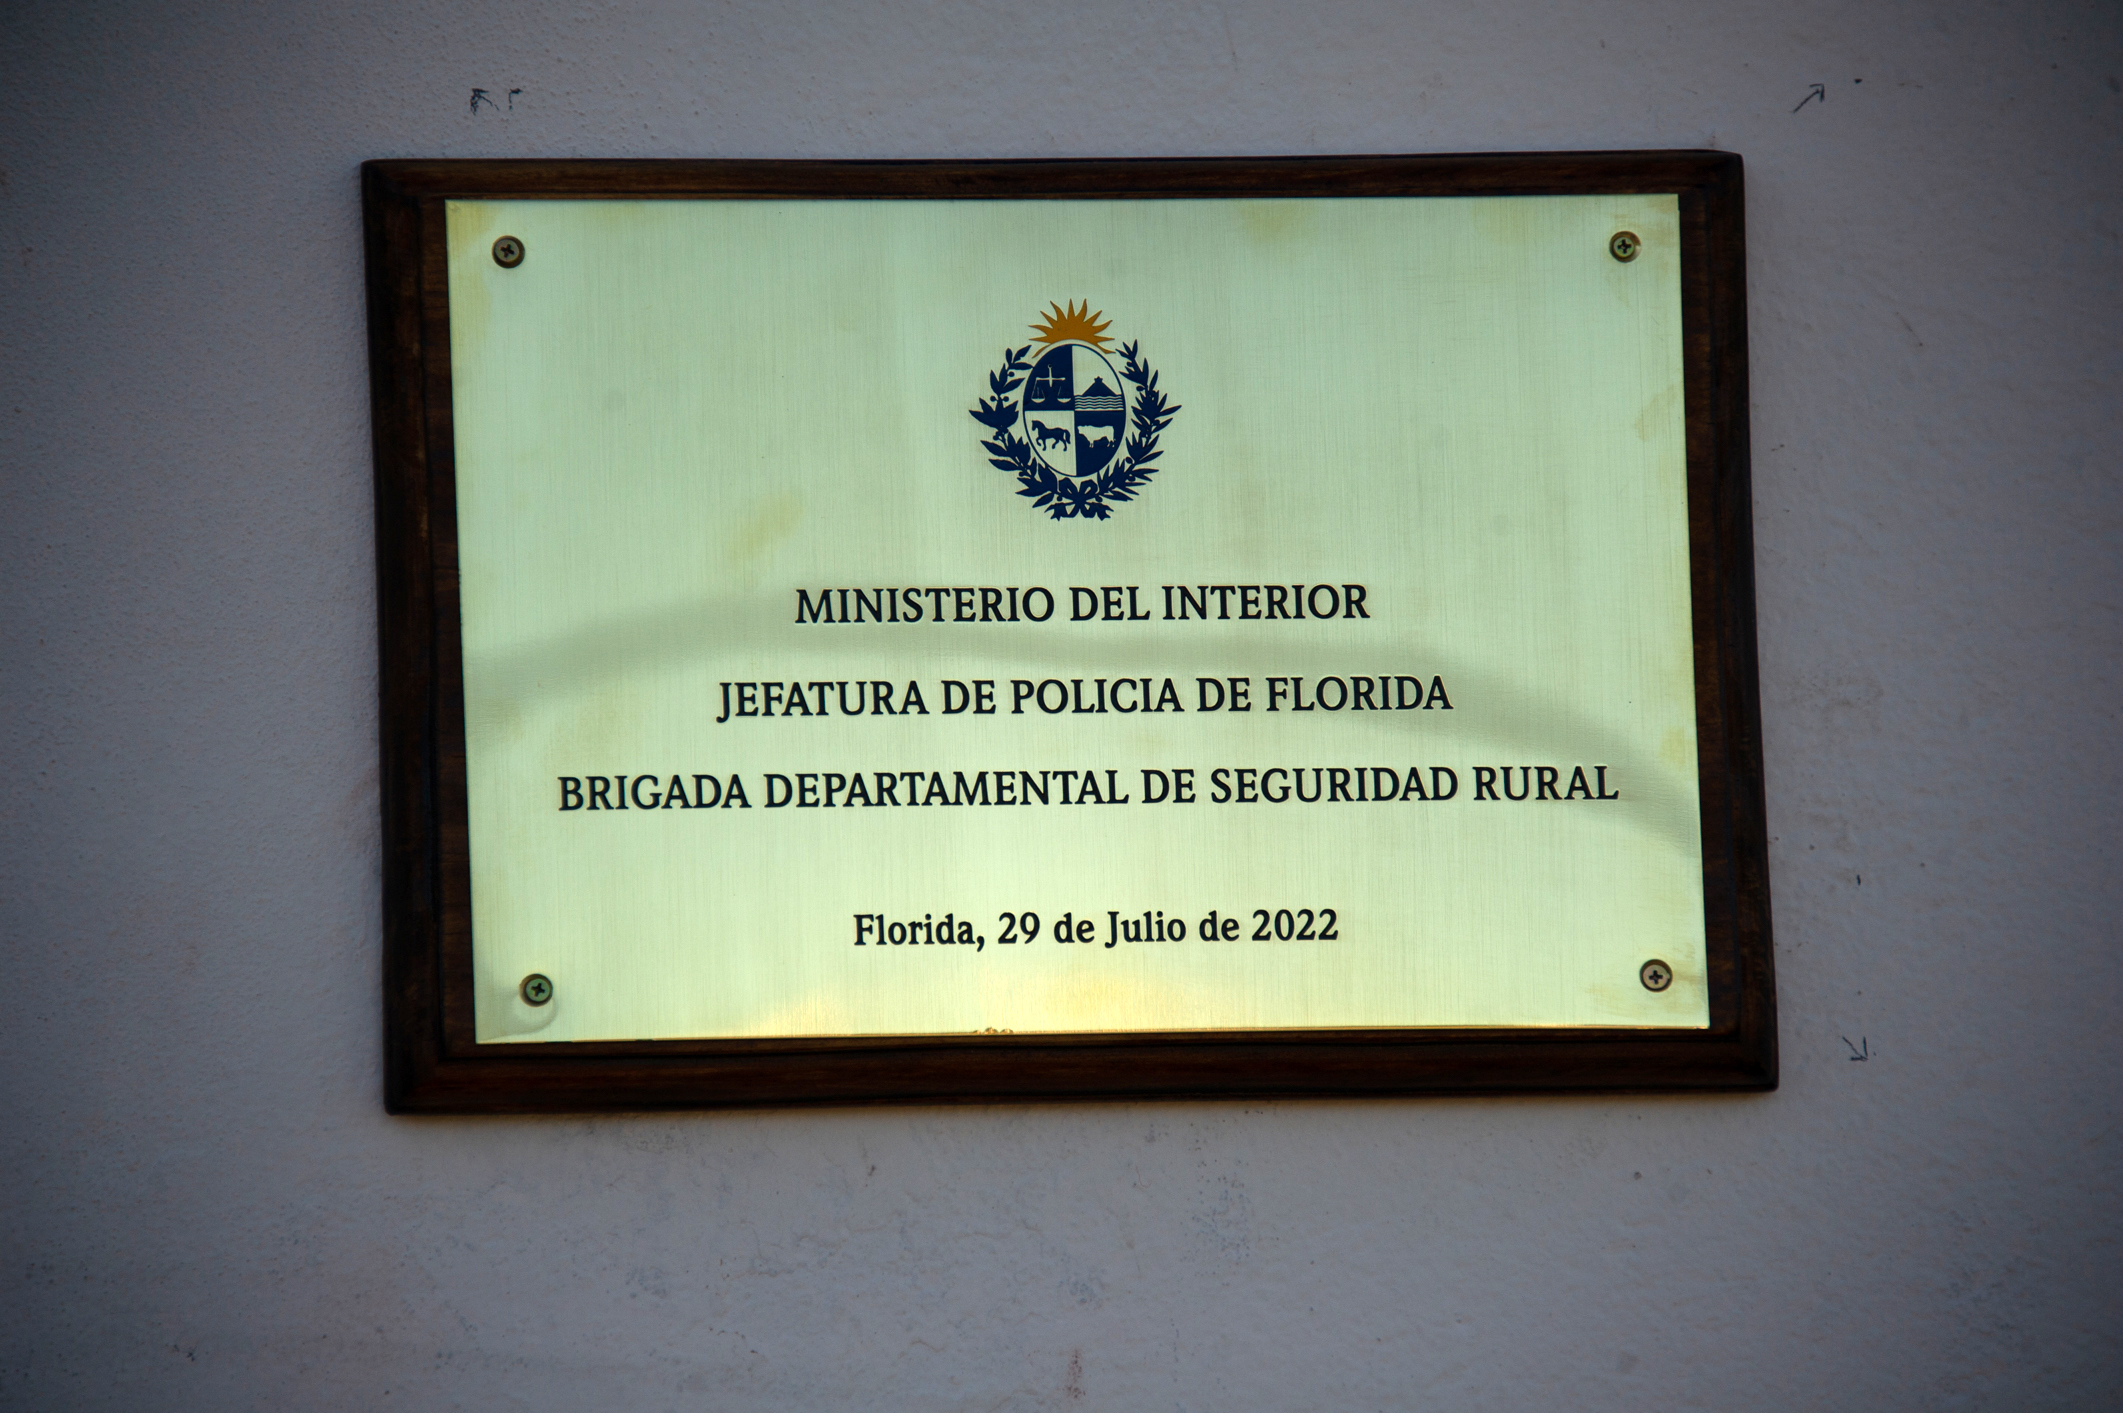 MINISTERIO DEL INTERIOR
JEFATURA DE POLICIA DE FLORIDA
BRIGADA DEPARTAMENTAL DE SEGURIDAD RURAL
Florida, 29 de Julio de 2022